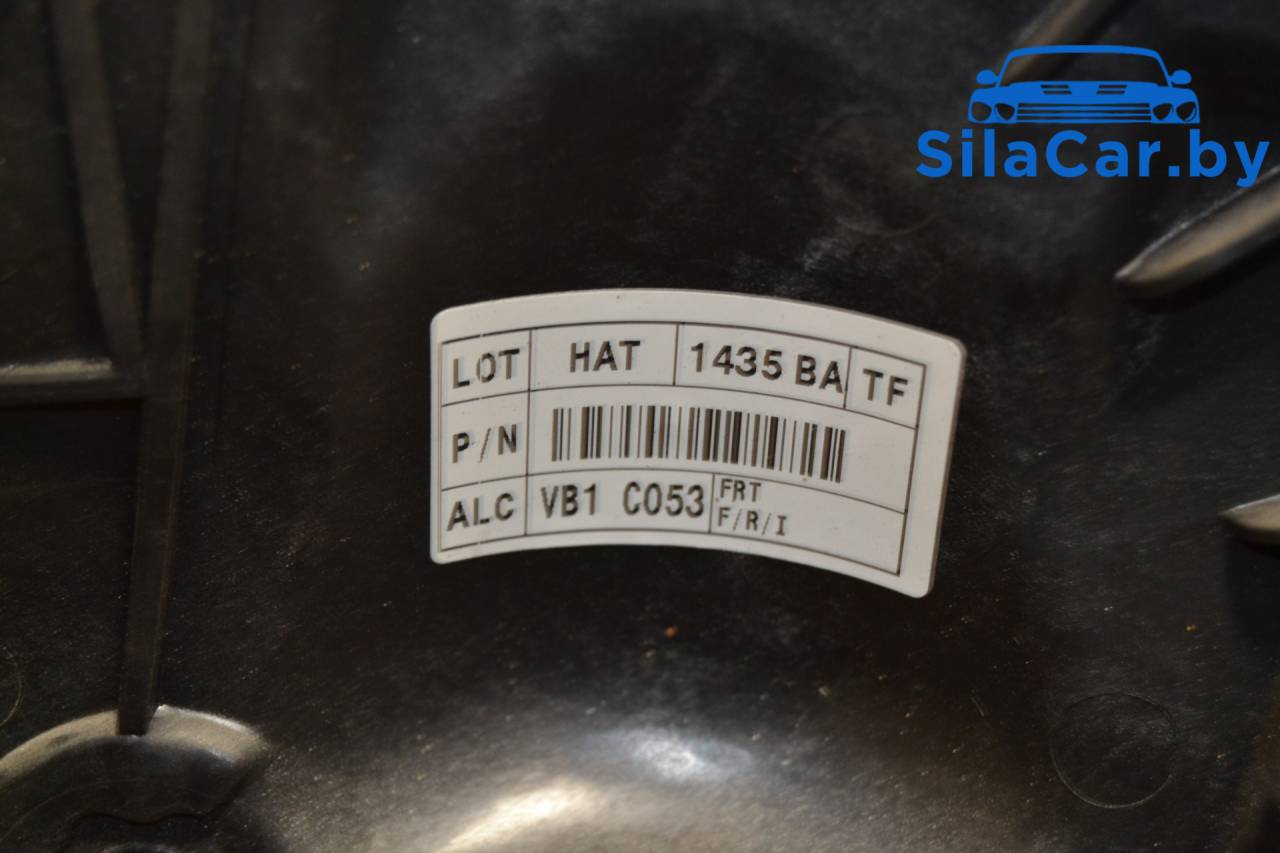 SilaCar.by
LOT HAT 1435 BA TF
P/N
ALC VB1 C053 FRT
F/R/I